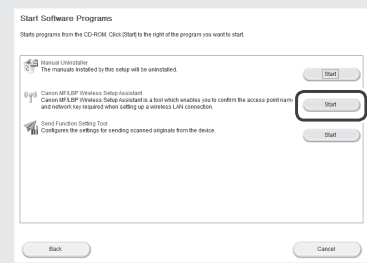 Start Software Programs
Starts programs from the CD-ROM. Click [Start] to the right of the program you want to start.
Manual Uninstaller
The manuals installed by this setup will be uninstalled.
Start
Canon MF/LBP Wireless Setup Assistant
Canon MF/LBP Wireless Setup Assistant is a tool which enables you to confirm the access point name
and network key required when setting up a wireless LAN connection.
Start
Send Function Setting Tool
Configures the settings for sending scanned originals from the device.
Start
Back
Cancel